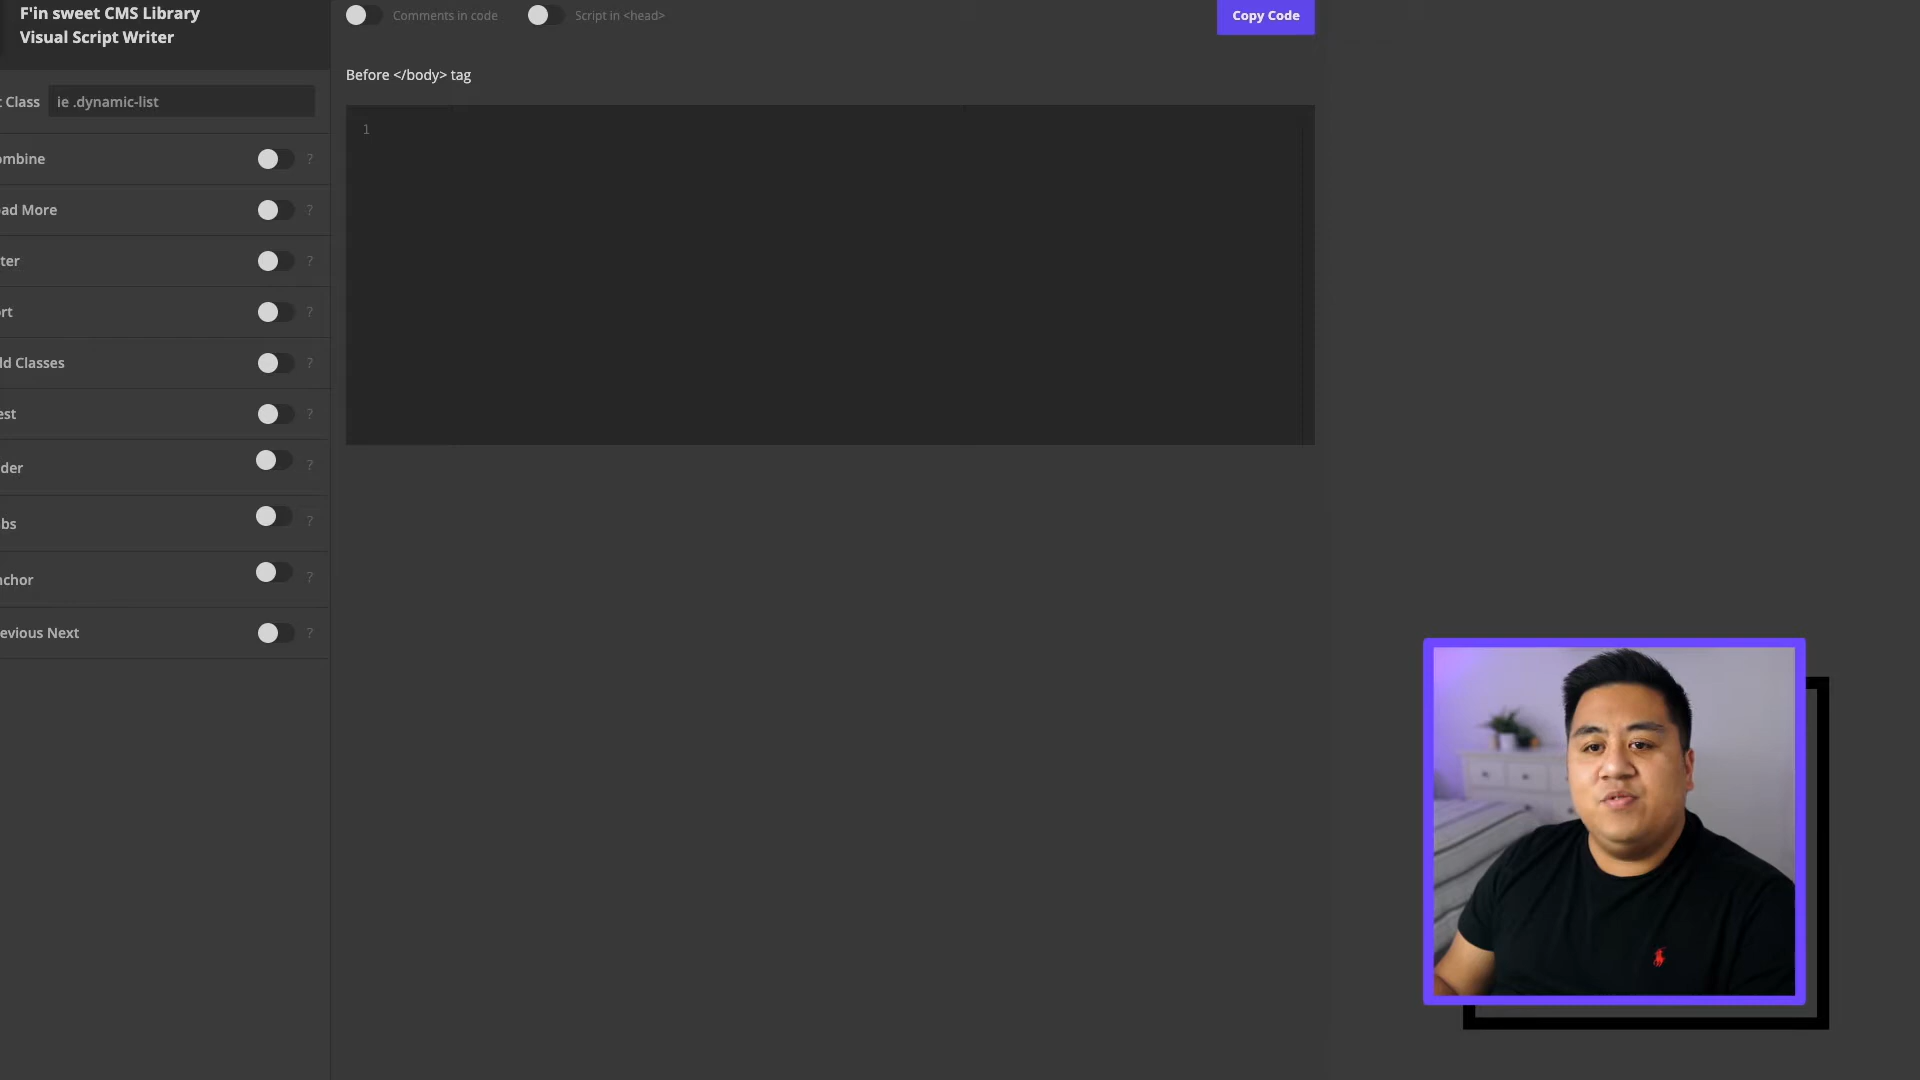 F'in sweet CMS Library
Visual Script Writer
Comments in code
Script in <head>
Copy Code
Before </body> tag
Class
ie .dynamic-list
1
ombine
?
ad More
?
ter
?
rt
?
ld Classes
?
est
?
der
?
bs
?
nchor
?
evious Next
?